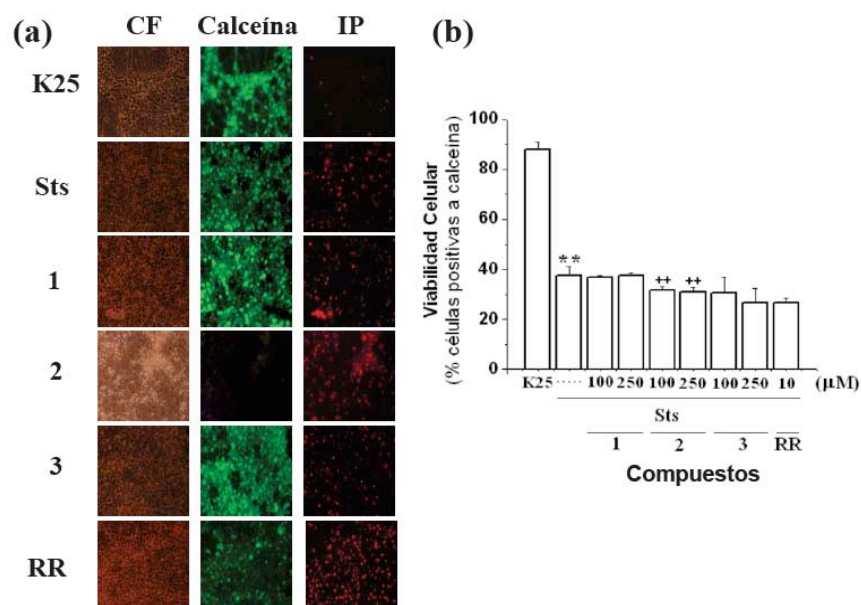 (a)
CF Calceína IP
K25
Sts
1
2
3
RR
(b)
Viabilidad Celular
(% células positivas a calceína)
100
80
60
40
20
0
**
++ ++
K25 ..... 100 250 100 250 100 250 10 (µM)
Sts
1 2 3 RR
Compuestos